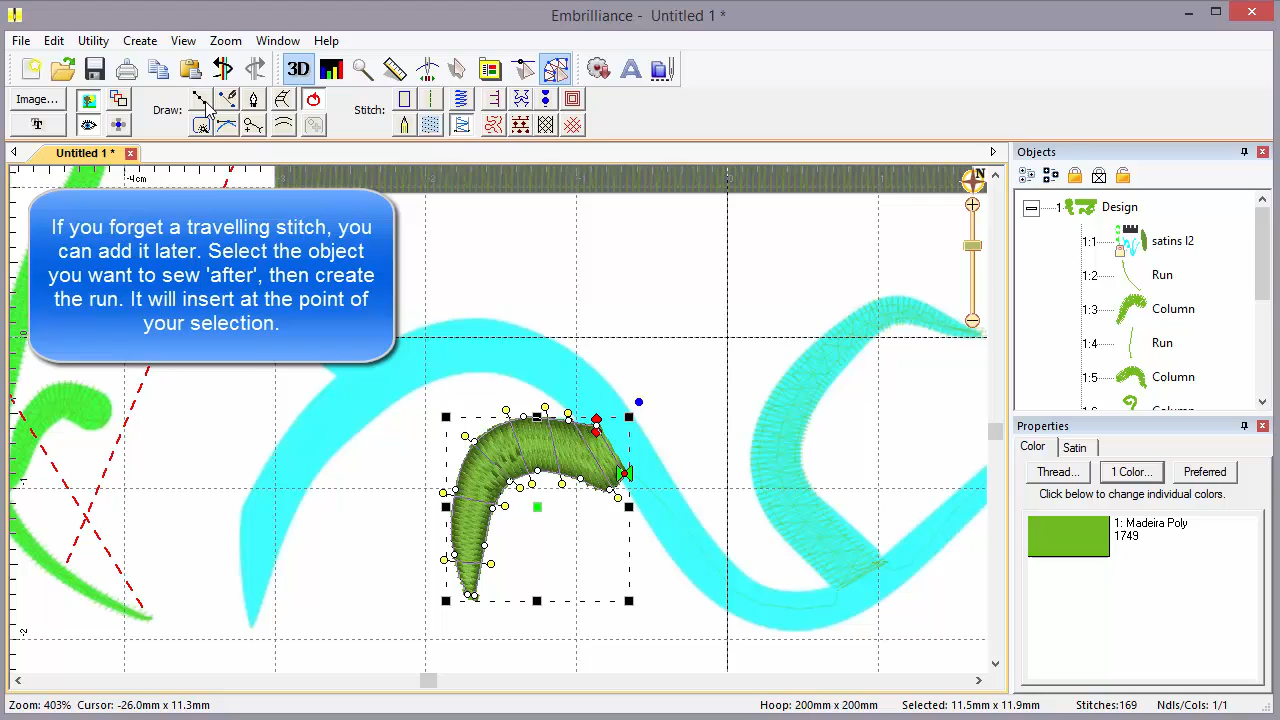 Embrilliance - Untitled 1 *
File Edit Utility Create View Zoom Window Help
3D
Image...
Draw:
Stitch:
Untitled 1 *
Objects
-4cm
N
If you forget a travelling stitch, you
can add it later. Select the object
you want to sew 'after', then create
the run. It will insert at the point of
your selection.
1 Design
1:1 satins l2
1:2 Run
1:3 Column
1:4 Run
1:5 Column
Properties
Color Satin
Thread... 1 Color... Preferred
Click below to change individual colors.
1: Madeira Poly
1749
Zoom: 403% Cursor: -26.0mm x 11.3mm Hoop: 200mm x 200mm Selected: 11.5mm x 11.9mm Stitches:169 Ndls/Cols: 1/1